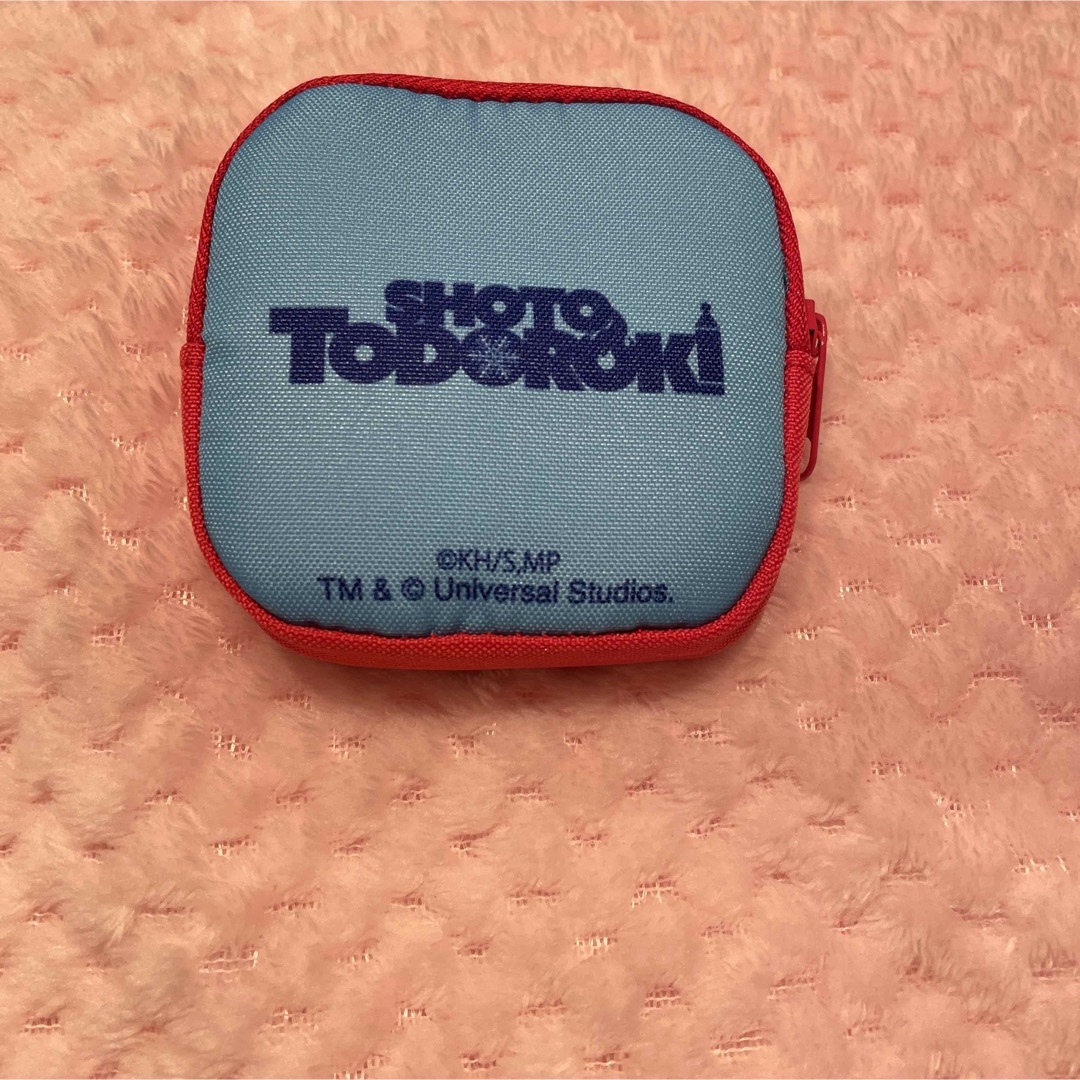 SHOTO
TODOROKI
©KH/S,MP
TM & © Universal Studios.